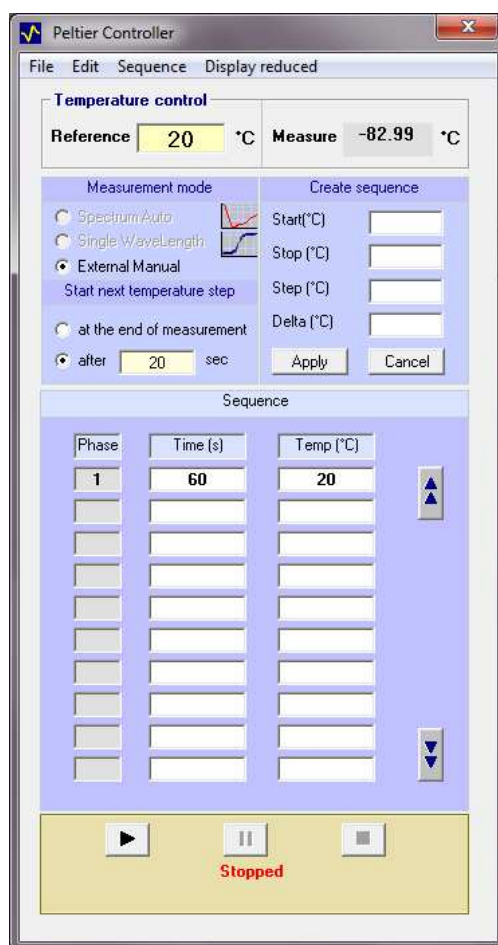 Peltier Controller
File Edit Sequence Display reduced
Temperature control
Reference 20 °C Measure -82.99 °C
Measurement mode
Spectrum Auto
Single WaveLength
External Manual
Start next temperature step
at the end of measurement
after 20 sec
Create sequence
Start(°C)
Stop (°C)
Step (°C)
Delta (°C)
Apply Cancel
Sequence
Phase Time (s) Temp (°C)
1 60 20
Stopped